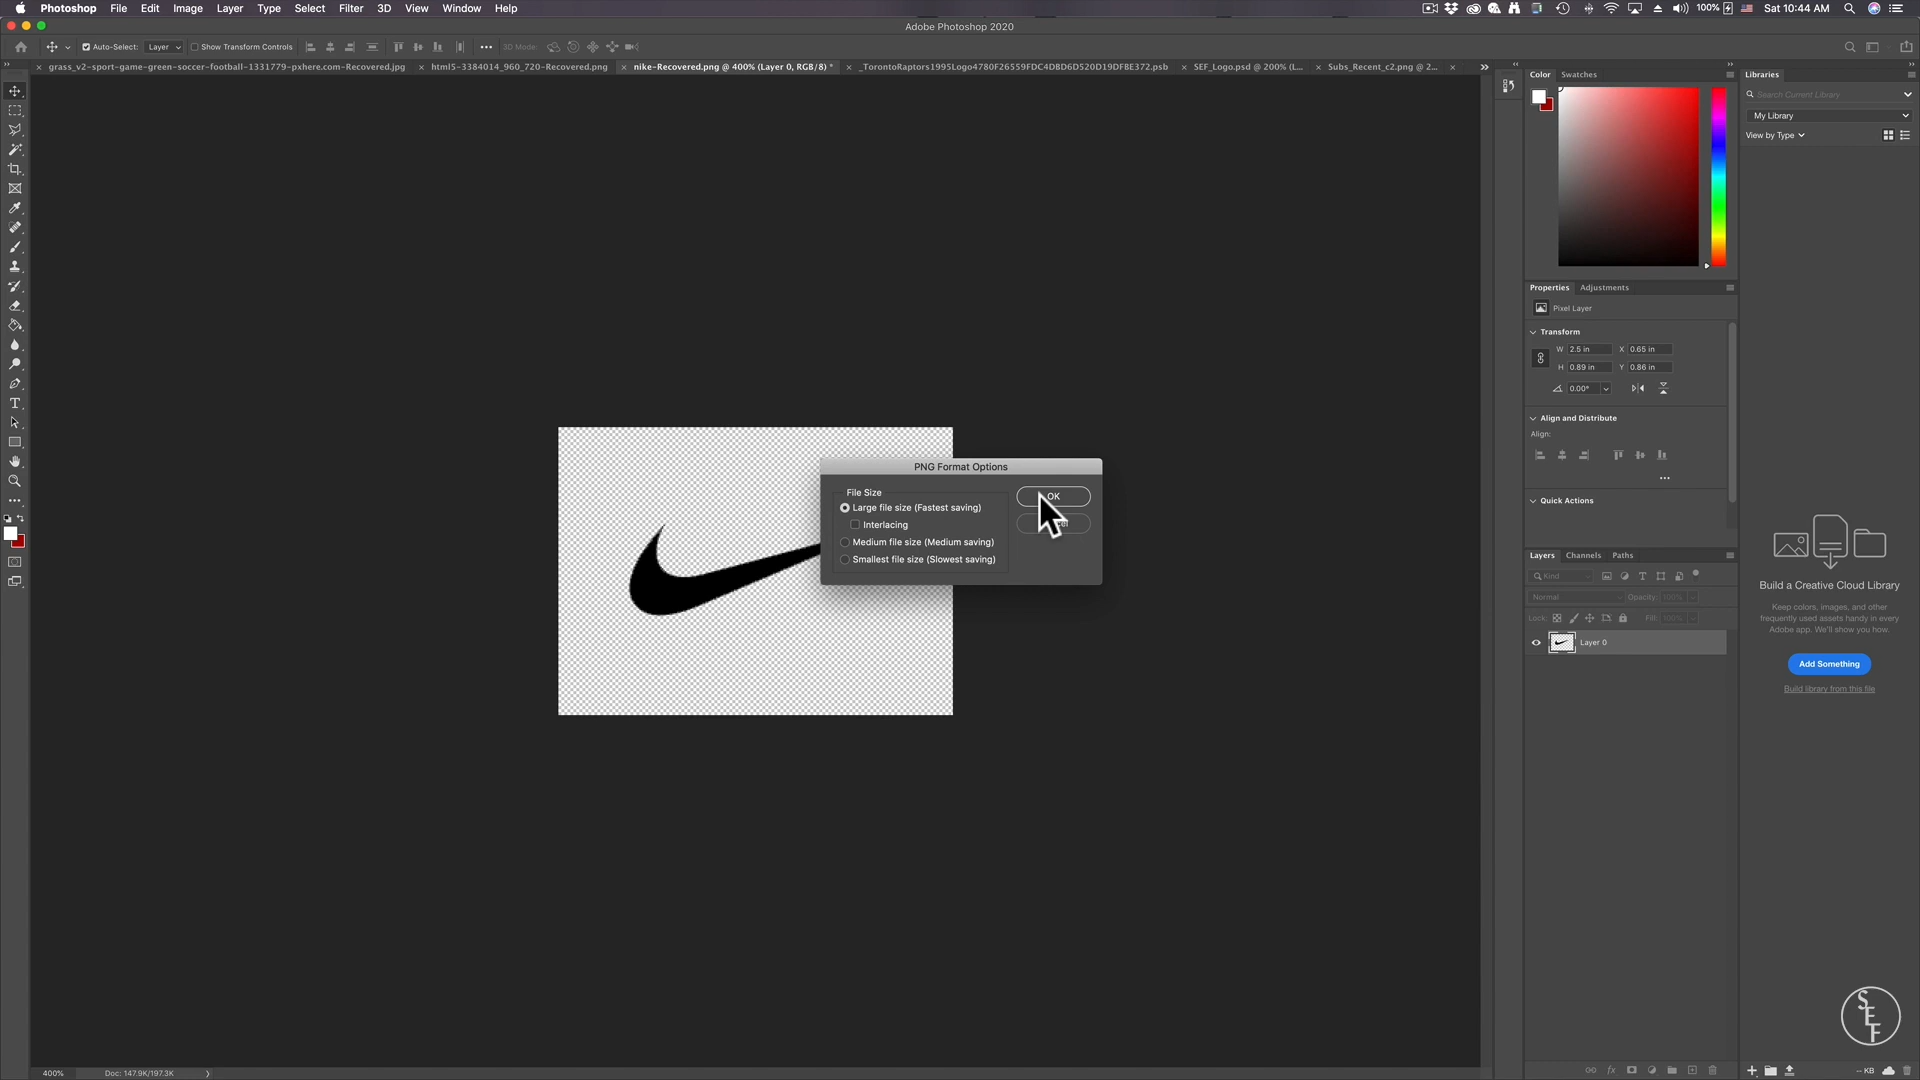 Photoshop File Edit Image Layer Type Select Filter 3D View Window Help 100% Sat 10:44 AM
Adobe Photoshop 2020
Auto-Select: Layer Show Transform Controls 3D Mode:
grass_v2-sport-game-green-soccer-football-1331779-pxhere.com-Recovered.jpg html5-3384014_960_720-Recovered.png nike-Recovered.png @ 400% (Layer 0, RGB/8) * _TorontoRaptors1995Logo4780F26559FDC4DBD6D520D19DFBE372.psb SEF_Logo.psd @ 200% (L... Subs_Recent_c2.png @ 2...
Color Swatches
Libraries
Search Current Library
My Library
View by Type
Properties Adjustments
Pixel Layer
Transform
W 2.5 in X 0.65 in
H 0.89 in Y 0.86 in
0.00°
Align and Distribute
Align:
Quick Actions
PNG Format Options
File Size
OK
Large file size (Fastest saving)
Interlacing
Medium file size (Medium saving)
Smallest file size (Slowest saving)
Layers Channels Paths
Kind
Normal Opacity: 100%
Lock: Fill: 100%
Layer 0
Build a Creative Cloud Library
Keep colors, images, and other
frequently used assets handy in every
Adobe app. We'll show you how.
Add Something
Build library from this file
SEF
400% Doc: 147.9K/197.3K
-- KB